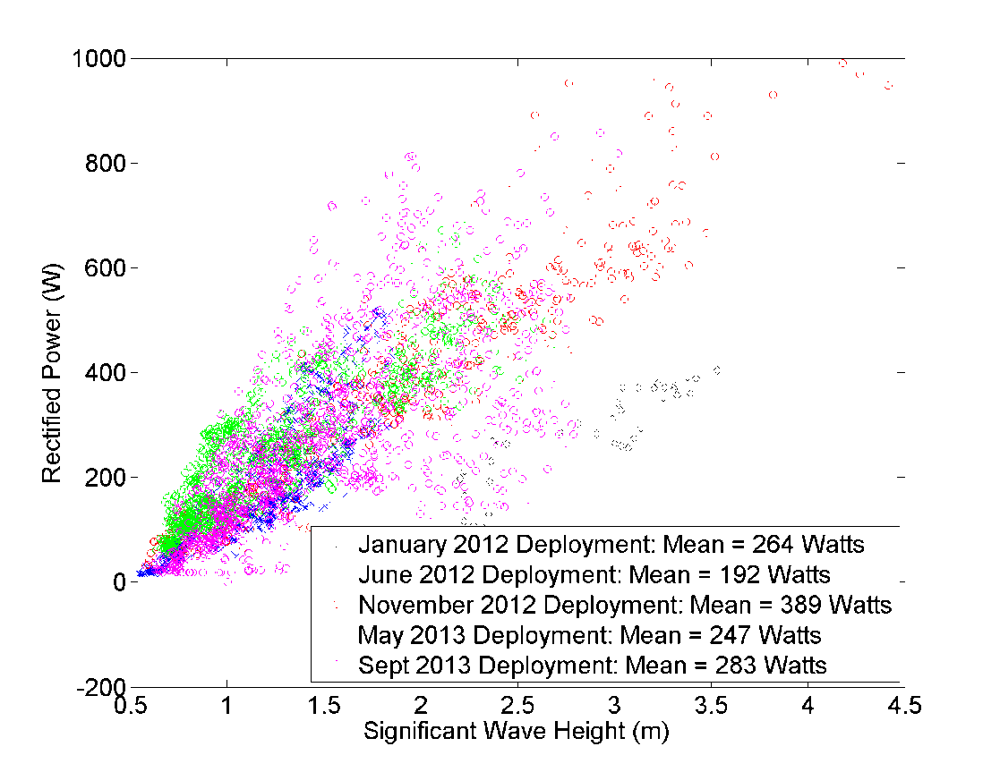 1000
800
600
400
200
0
-200
Rectified Power (W)
January 2012 Deployment: Mean = 264 Watts
June 2012 Deployment: Mean = 192 Watts
November 2012 Deployment: Mean = 389 Watts
May 2013 Deployment: Mean = 247 Watts
Sept 2013 Deployment: Mean = 283 Watts
0.5 1 1.5 2 2.5 3 3.5 4 4.5
Significant Wave Height (m)